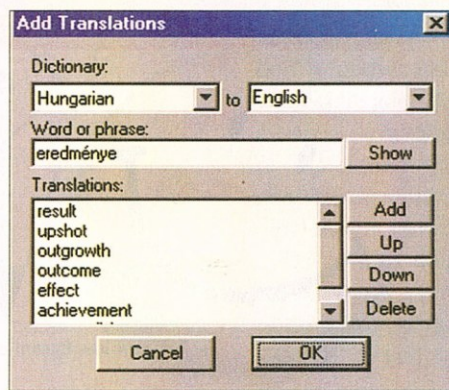 Add Translations
Dictionary:
Hungarian to English
Word or phrase:
eredménye Show
Translations:
result Add
upshot Up
outgrowth Down
outcome Delete
effect
achievement
Cancel OK